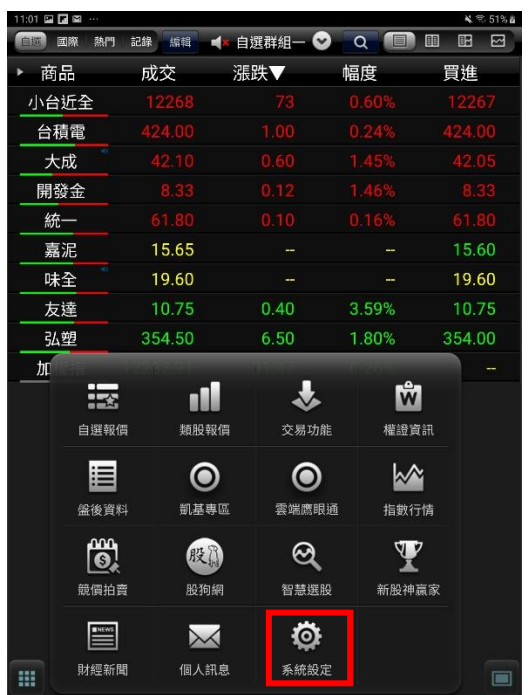 11:01 51%
自選 國際 熱門 記錄 編輯 自選群組一
商品 成交 漲跌▼ 幅度 買進
小台近全 12268 73 0.60% 12267
台積電 424.00 1.00 0.24% 424.00
大成 42.10 0.60 1.45% 42.05
開發金 8.33 0.12 1.46% 8.33
統一 61.80 0.10 0.16% 61.80
嘉泥 15.65 -- -- 15.60
味全 19.60 -- -- 19.60
友達 10.75 0.40 3.59% 10.75
弘塑 354.50 6.50 1.80% 354.00
加 --
自選報價 類股報價 交易功能 權證資訊
盤後資料 凱基專區 雲端鷹眼通 指數行情
競價拍賣 股狗網 智慧選股 新股神贏家
財經新聞 個人訊息 系統設定
W
$
股
NEWS